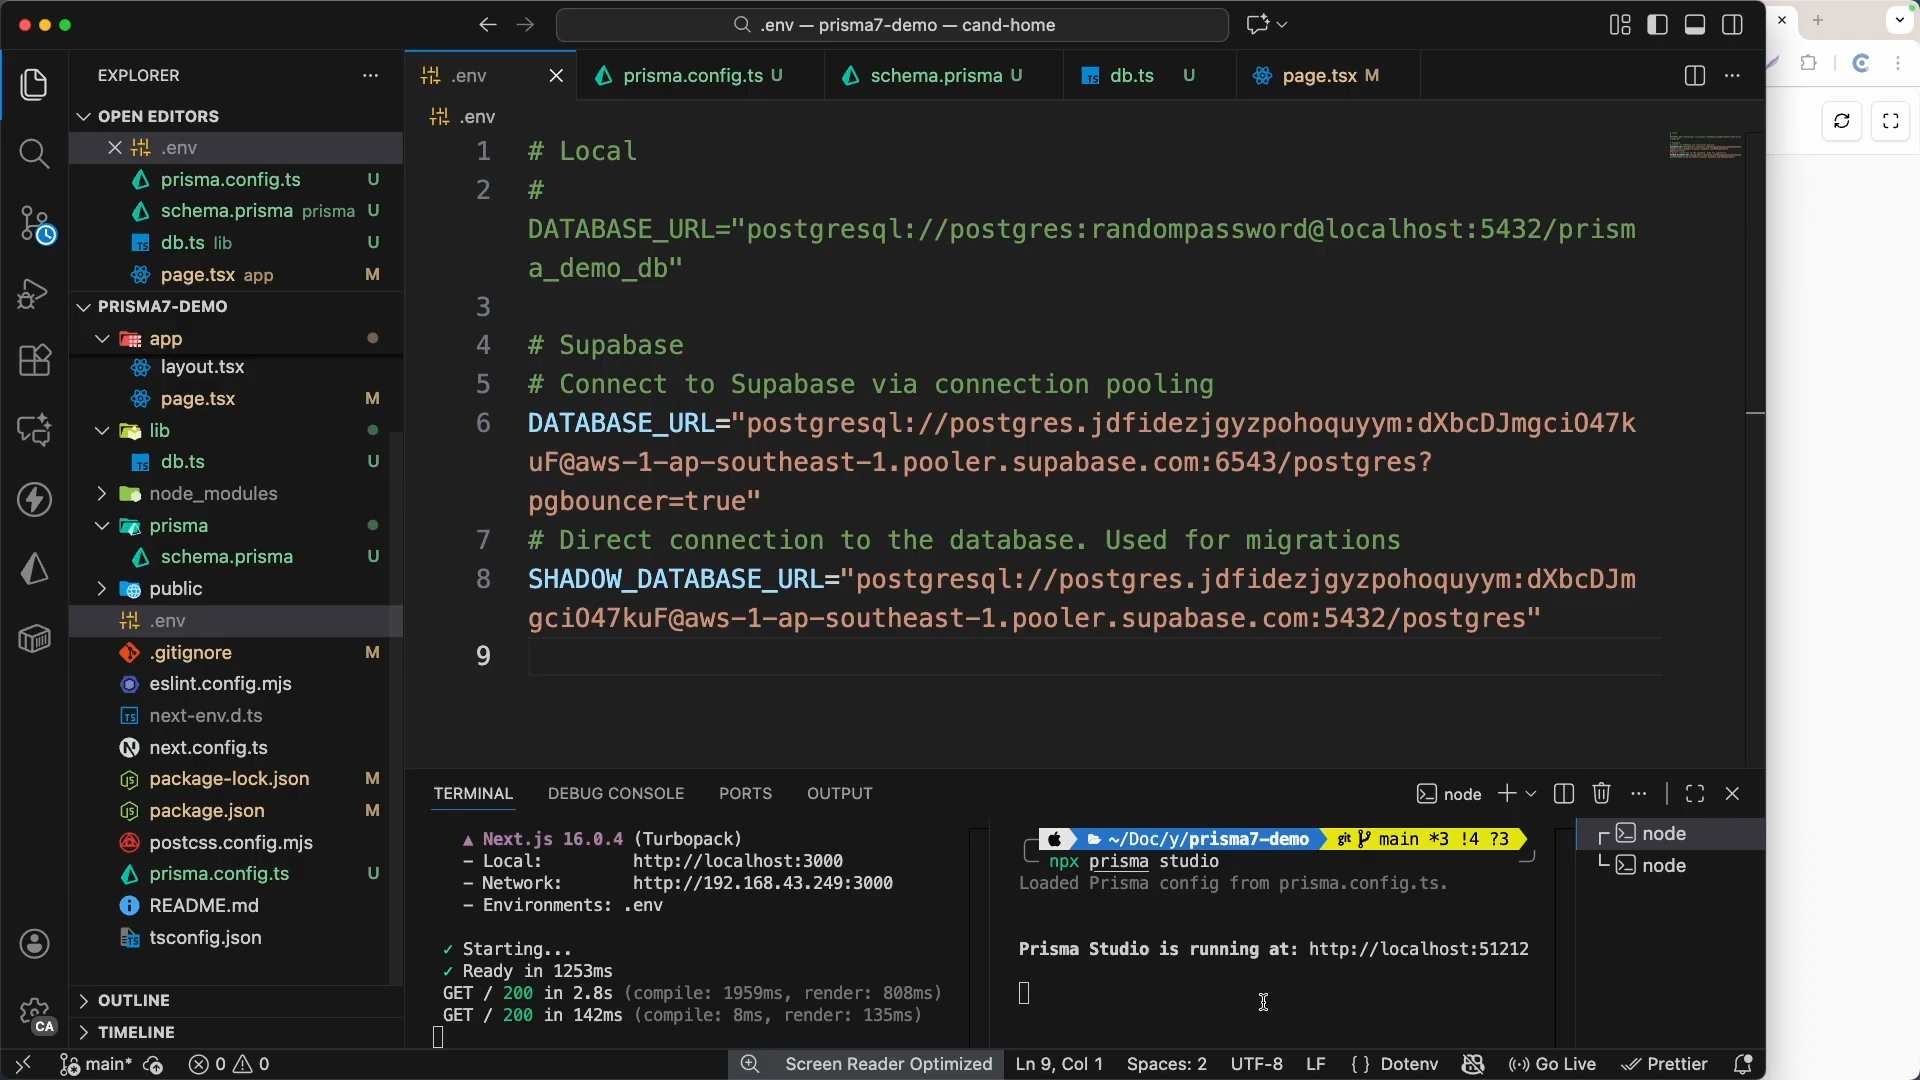 .env — prisma7-demo — cand-home
EXPLORER
OPEN EDITORS
.env
prisma.config.ts U
schema.prisma prisma U
db.ts lib U
page.tsx app M
PRISMA7-DEMO
app
layout.tsx
page.tsx M
lib
db.ts U
node_modules
prisma
schema.prisma U
public
.env
.gitignore M
eslint.config.mjs
next-env.d.ts
next.config.ts
package-lock.json M
package.json M
postcss.config.mjs
prisma.config.ts U
README.md
tsconfig.json
OUTLINE
TIMELINE
.env
prisma.config.ts U
schema.prisma U
db.ts U
page.tsx M
.env
1 # Local
2 #
DATABASE_URL="postgresql://postgres:randompassword@localhost:5432/prism
a_demo_db"
3
4 # Supabase
5 # Connect to Supabase via connection pooling
6 DATABASE_URL="postgresql://postgres.jdfidezjgyzpohoquyym:dXbcDJmgciO47k
uF@aws-1-ap-southeast-1.pooler.supabase.com:6543/postgres?
pgbouncer=true"
7 # Direct connection to the database. Used for migrations
8 SHADOW_DATABASE_URL="postgresql://postgres.jdfidezjgyzpohoquyym:dXbcDJm
gciO47kuF@aws-1-ap-southeast-1.pooler.supabase.com:5432/postgres"
9
TERMINAL
DEBUG CONSOLE
PORTS
OUTPUT
node
▲ Next.js 16.0.4 (Turbopack)
- Local: http://localhost:3000
- Network: http://192.168.43.249:3000
- Environments: .env
✓ Starting...
✓ Ready in 1253ms
GET / 200 in 2.8s (compile: 1959ms, render: 808ms)
GET / 200 in 142ms (compile: 8ms, render: 135ms)
~/Doc/y/prisma7-demo git main *3 !4 ?3
npx prisma studio
Loaded Prisma config from prisma.config.ts.
Prisma Studio is running at: http://localhost:51212
node
node
CA
main*
0 0
Screen Reader Optimized
Ln 9, Col 1
Spaces: 2
UTF-8
LF
{ } Dotenv
Go Live
Prettier